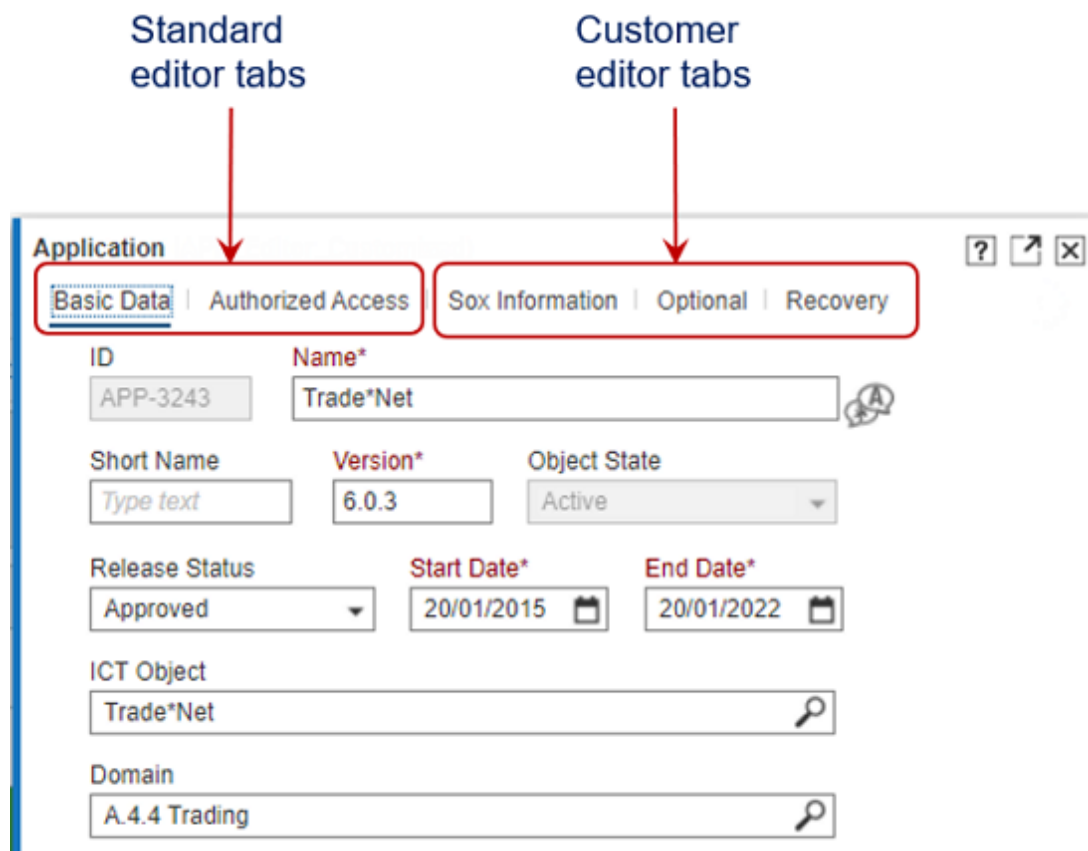 Standard
editor tabs
Customer
editor tabs
Application
Basic Data | Authorized Access | Sox Information | Optional | Recovery
ID Name*
APP-3243 Trade*Net
Short Name Version* Object State
Type text 6.0.3 Active
Release Status Start Date* End Date*
Approved 20/01/2015 20/01/2022
ICT Object
Trade*Net
Domain
A.4.4 Trading